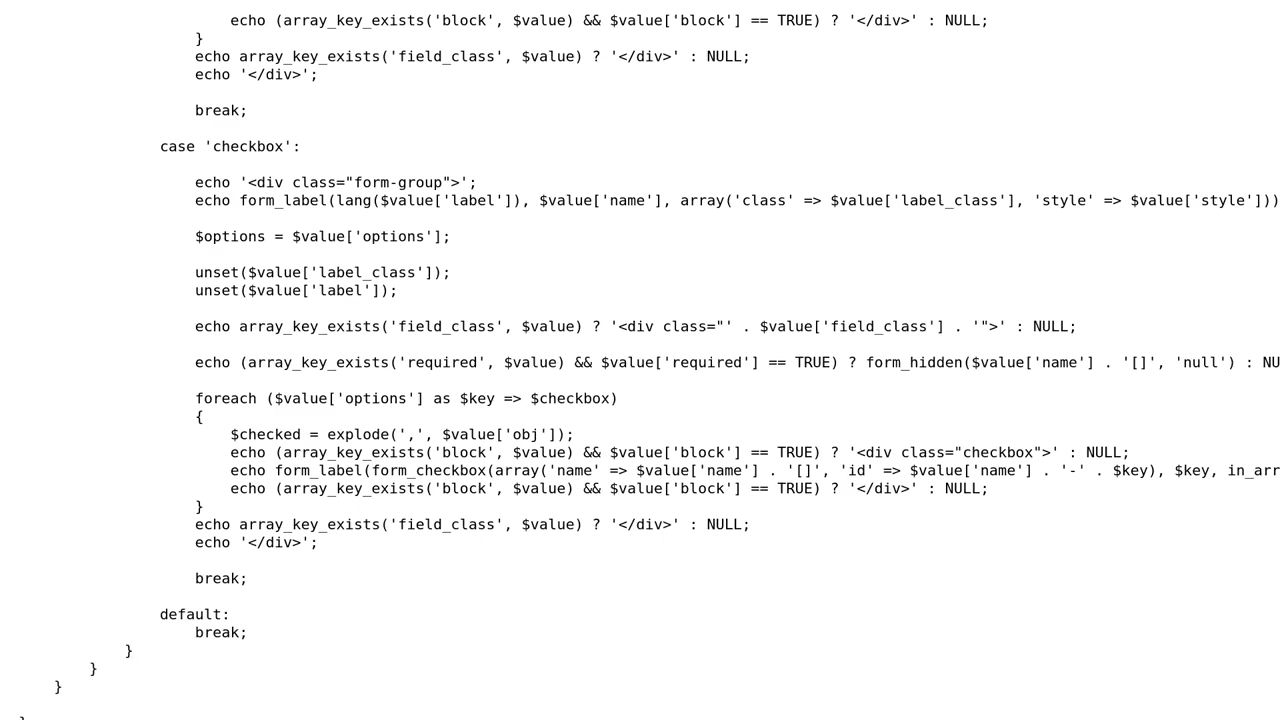 echo (array_key_exists('block', $value) && $value['block'] == TRUE) ? '</div>' : NULL;
}
echo array_key_exists('field_class', $value) ? '</div>' : NULL;
echo '</div>';
break;
case 'checkbox':
echo '<div class="form-group">';
echo form_label(lang($value['label']), $value['name'], array('class' => $value['label_class'], 'style' => $value['style']))
$options = $value['options'];
unset($value['label_class']);
unset($value['label']);
echo array_key_exists('field_class', $value) ? '<div class="' . $value['field_class'] . '">' : NULL;
echo (array_key_exists('required', $value) && $value['required'] == TRUE) ? form_hidden($value['name'] . '[]', 'null') : NU
foreach ($value['options'] as $key => $checkbox)
{
$checked = explode(',', $value['obj']);
echo (array_key_exists('block', $value) && $value['block'] == TRUE) ? '<div class="checkbox">' : NULL;
echo form_label(form_checkbox(array('name' => $value['name'] . '[]', 'id' => $value['name'] . '-' . $key), $key, in_arr
echo (array_key_exists('block', $value) && $value['block'] == TRUE) ? '</div>' : NULL;
}
echo array_key_exists('field_class', $value) ? '</div>' : NULL;
echo '</div>';
break;
default:
break;
}
}
}
}